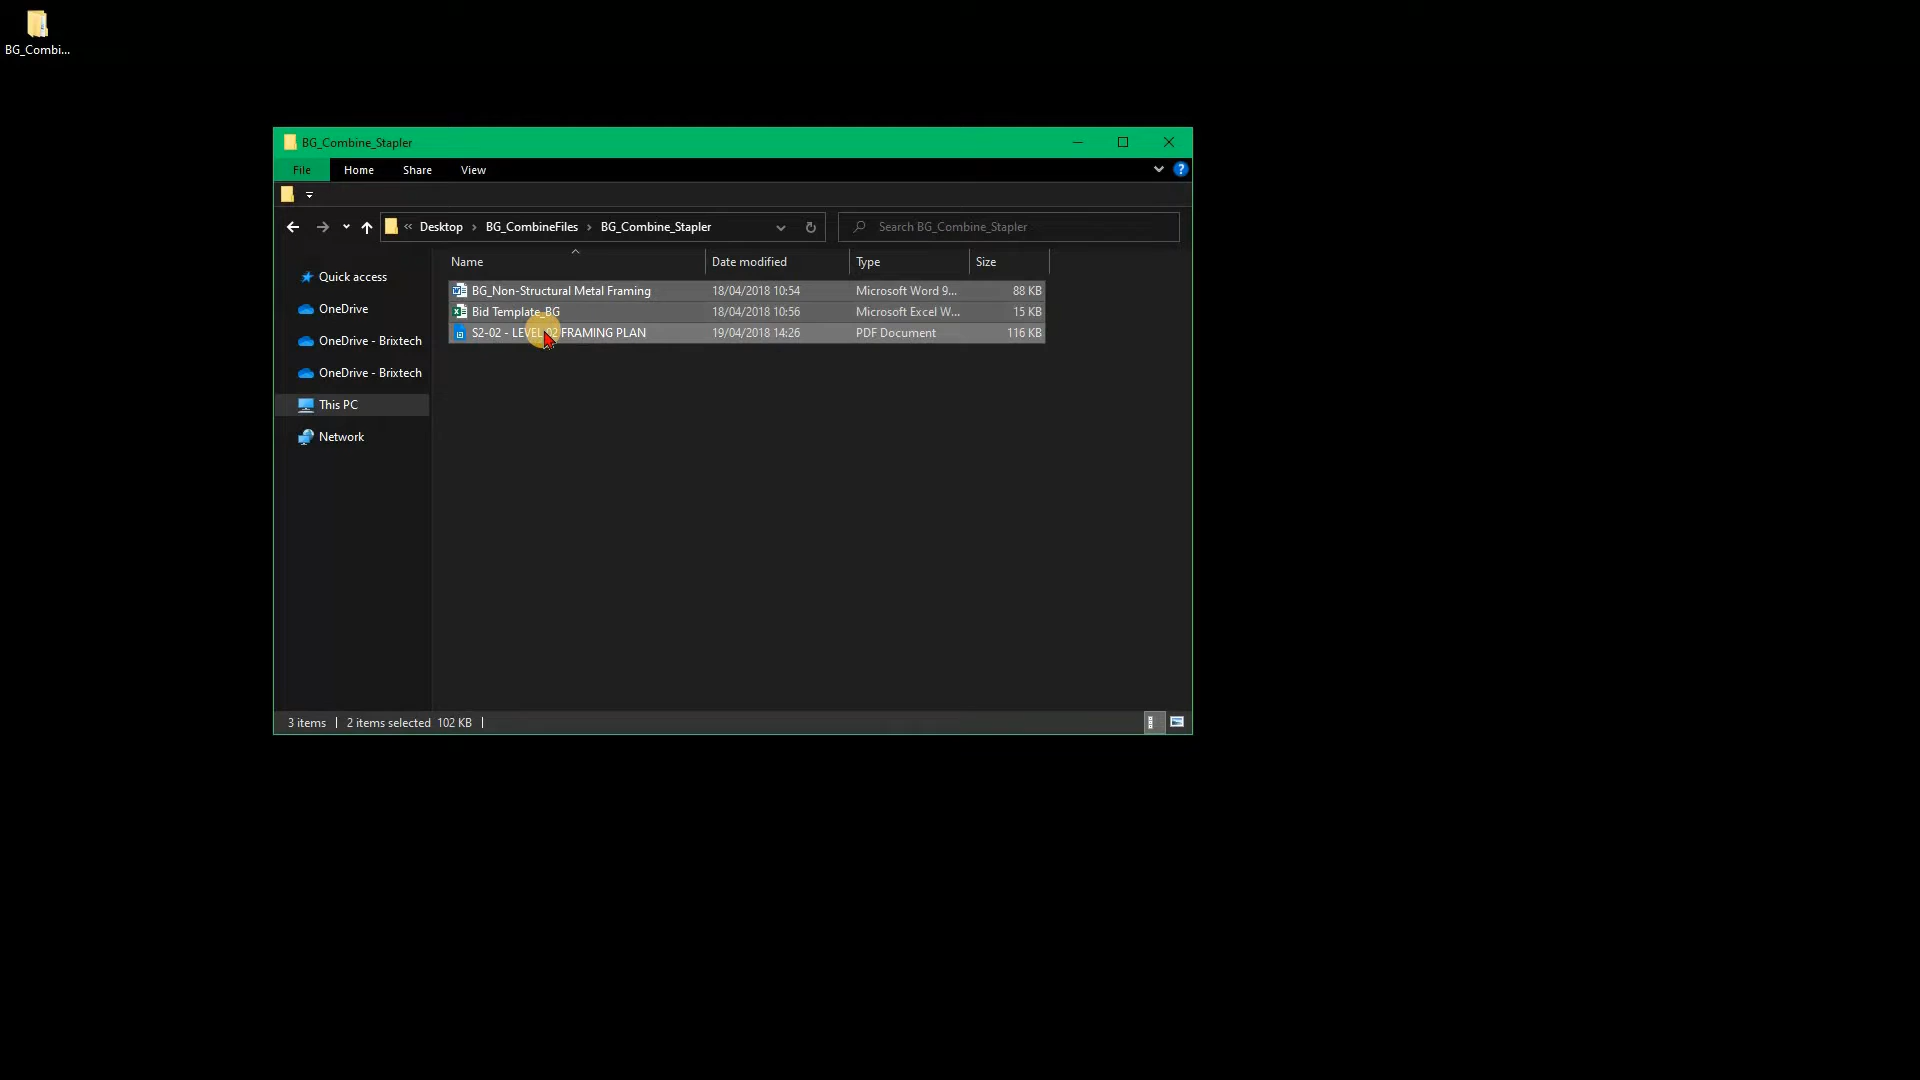 BG_Combi...
BG_Combine_Stapler
File Home Share View
« Desktop › BG_CombineFiles › BG_Combine_Stapler
Search BG_Combine_Stapler
Name Date modified Type Size
Quick access
OneDrive
OneDrive - Brixtech
OneDrive - Brixtech
This PC
Network
BG_Non-Structural Metal Framing 18/04/2018 10:54 Microsoft Word 9... 88 KB
Bid Template_BG 18/04/2018 10:56 Microsoft Excel W... 15 KB
S2-02 - LEVEL 02 FRAMING PLAN 19/04/2018 14:26 PDF Document 116 KB
3 items | 2 items selected 102 KB |